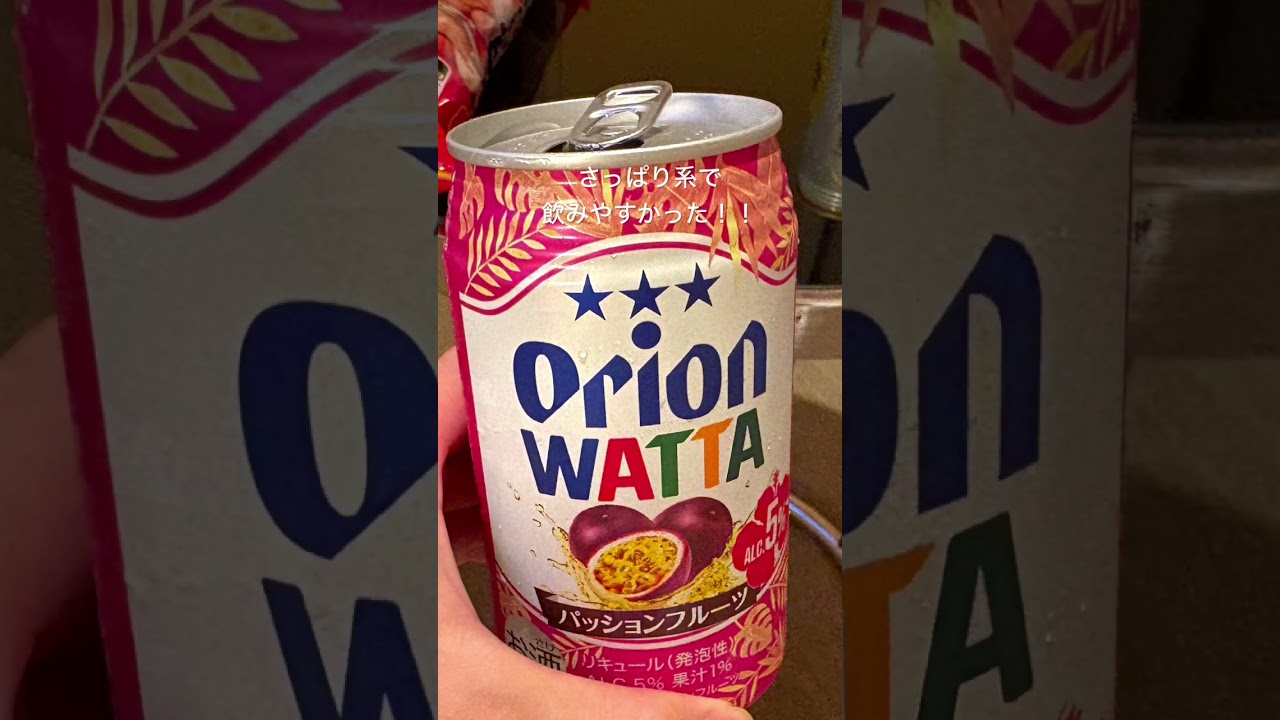 さっぱり系で
飲みやすかった！！
Orion
WATTA
ALC.5%
パッションフルーツ
お酒
リキュール（発泡性）
ALC.5% 果汁1%